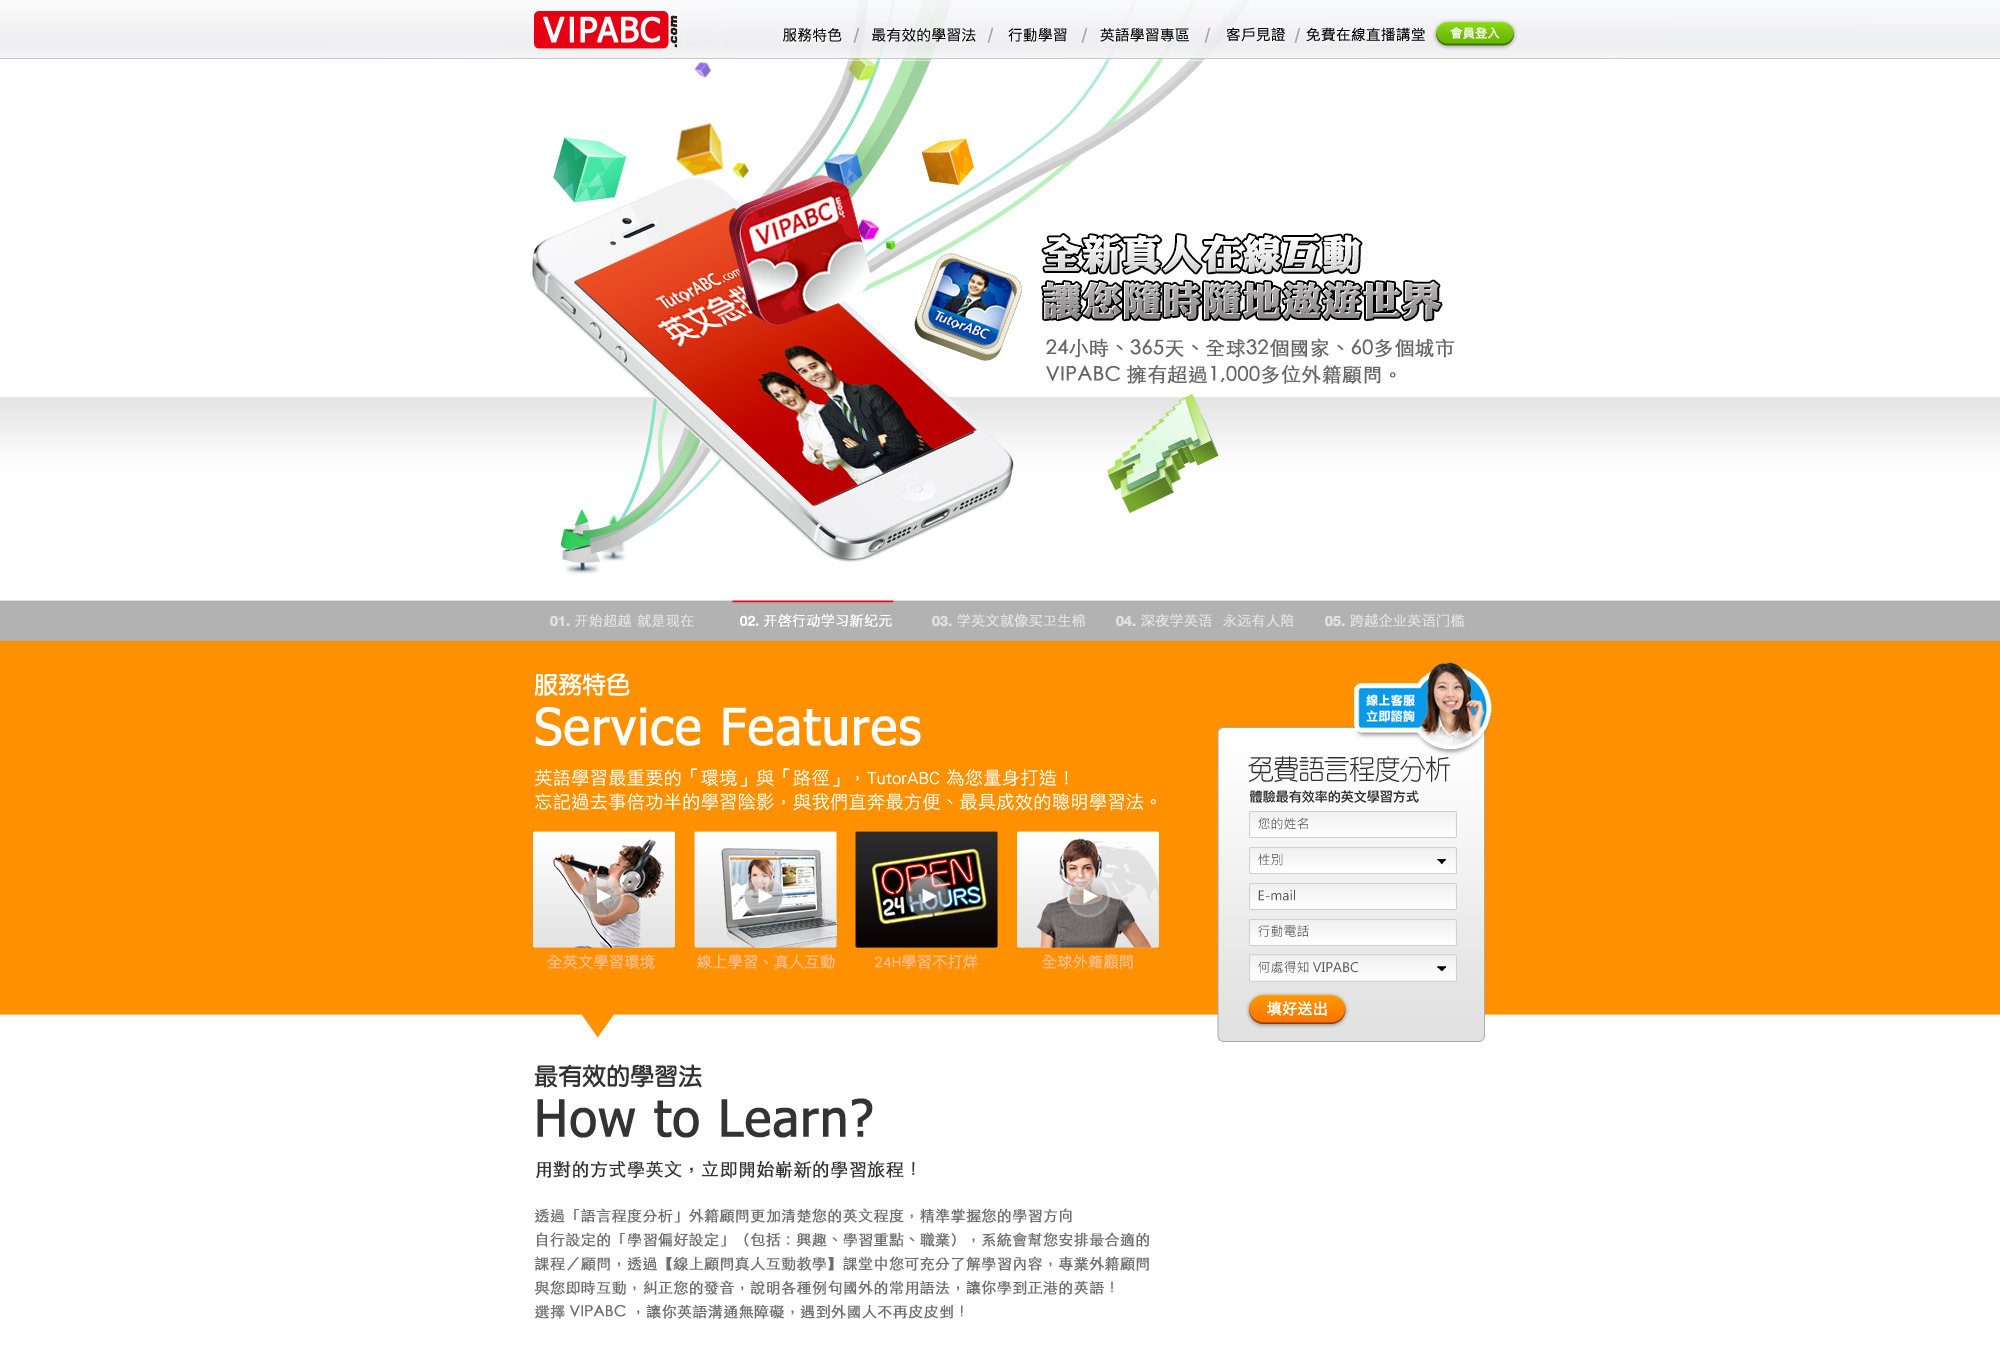 VIPABC.com
服務特色 / 最有效的學習法 / 行動學習 / 英語學習專區 / 客戶見證 / 免費在線直播講堂
會員登入
VIPABC.com
TutorABC.com
英文急
TutorABC
全新真人在線互動
讓您隨時隨地遨遊世界
24小時、365天、全球32個國家、60多個城市
VIPABC 擁有超過1,000多位外籍顧問。
01. 开始超越 就是现在
02. 开啓行动学习新纪元
03. 学英文就像买卫生棉
04. 深夜学英语 永远有人陪
05. 跨越企业英语门槛
服務特色
Service Features
英語學習最重要的「環境」與「路徑」，TutorABC 為您量身打造！
忘記過去事倍功半的學習陰影，與我們直奔最方便、最具成效的聰明學習法。
OPEN
24 HOURS
全英文學習環境
線上學習、真人互動
24H學習不打烊
全球外籍顧問
線上客服
立即諮詢
免費語言程度分析
體驗最有效率的英文學習方式
您的姓名
性別
E-mail
行動電話
何處得知 VIPABC
填好送出
最有效的學習法
How to Learn?
用對的方式學英文，立即開始嶄新的學習旅程！
透過「語言程度分析」外籍顧問更加清楚您的英文程度，精準掌握您的學習方向
自行設定的「學習偏好設定」（包括：興趣、學習重點、職業），系統會幫您安排最合適的
課程／顧問，透過【線上顧問真人互動教學】課堂中您可充分了解學習內容，專業外籍顧問
與您即時互動，糾正您的發音，說明各種例句國外的常用語法，讓你學到正港的英語！
選擇 VIPABC ，讓你英語溝通無障礙，遇到外國人不再皮皮剉！